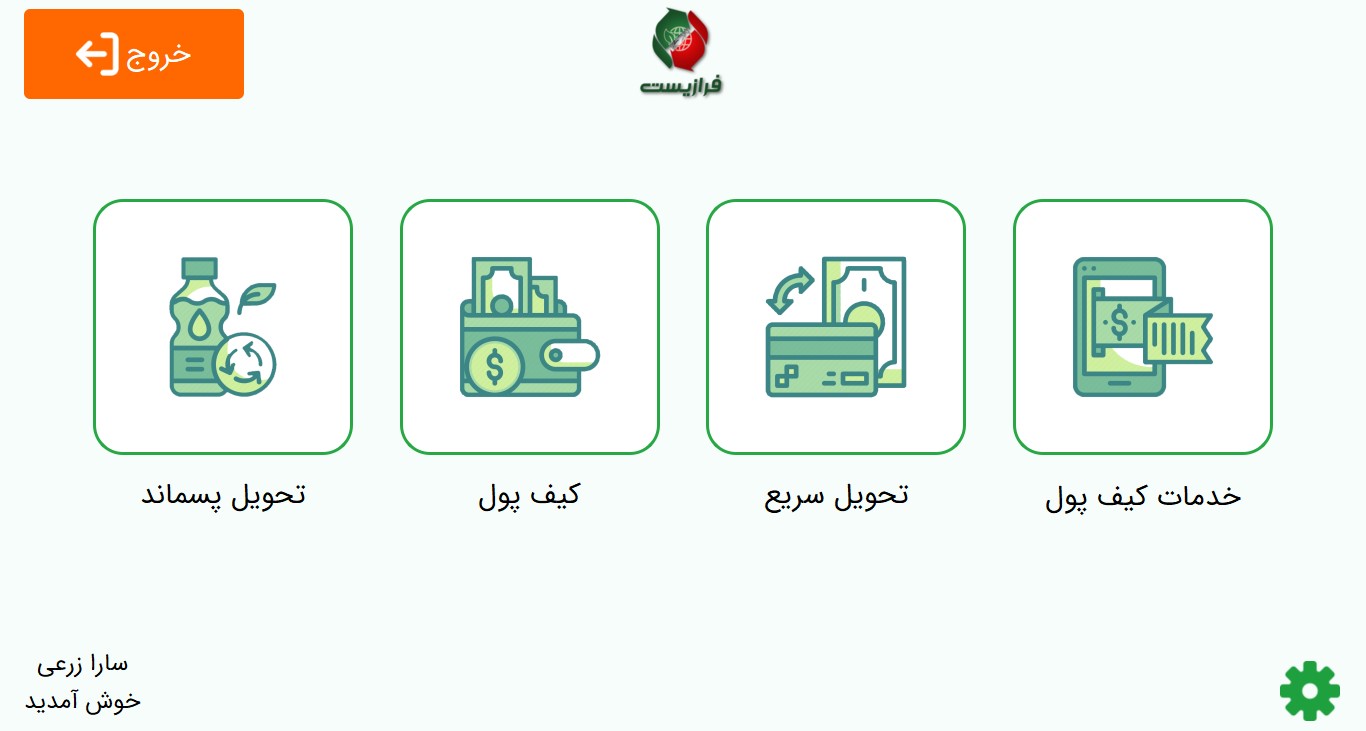 خروج
فرازیست
خدمات کیف پول
تحویل سریع
کیف پول
تحویل پسماند
سارا زرعی
خوش آمدید